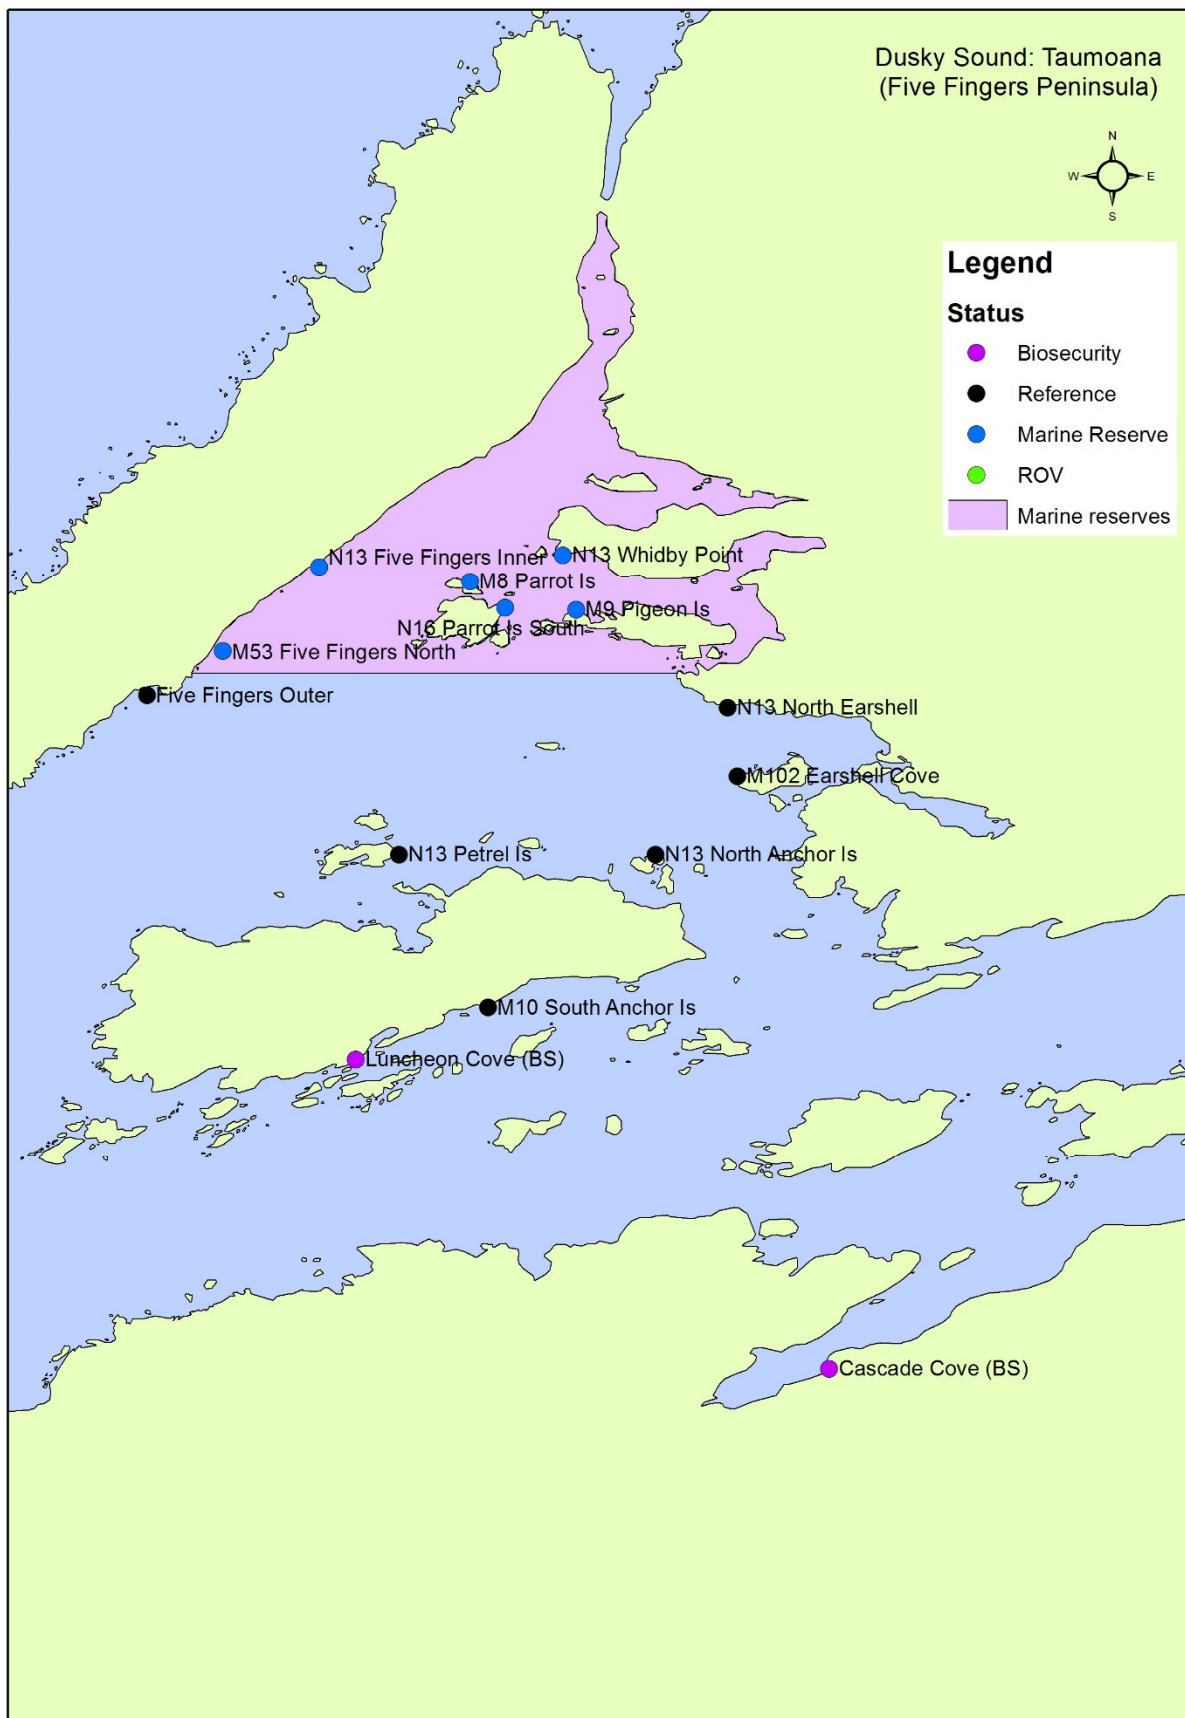 Dusky Sound: Taumoana
(Five Fingers Peninsula)
N
W E
S
Legend
Status
Biosecurity
Reference
Marine Reserve
ROV
Marine reserves
N13 Five Fingers Inner
N13 Whidby Point
M8 Parrot Is
M9 Pigeon Is
N16 Parrot Is South
M53 Five Fingers North
Five Fingers Outer
N13 North Earshell
M102 Earshell Cove
N13 Petrel Is
N13 North Anchor Is
M10 South Anchor Is
Luncheon Cove (BS)
Cascade Cove (BS)